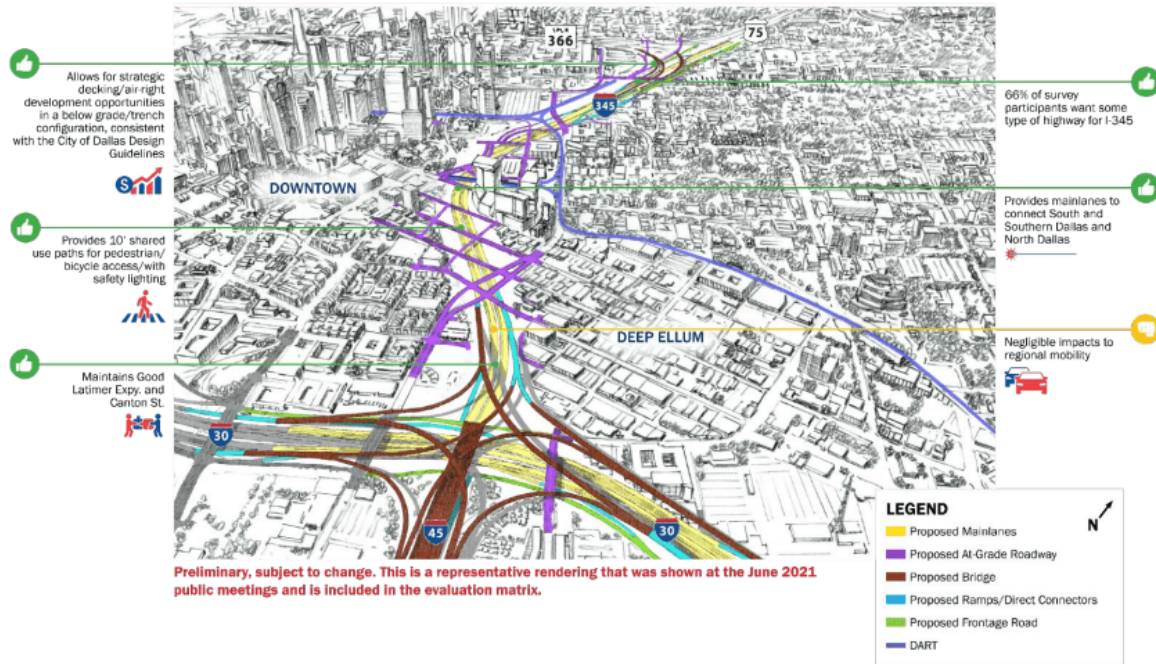 Allows for strategic
decking/air-right
development opportunities
in a below grade/trench
configuration, consistent
with the City of Dallas Design
Guidelines
$
Provides 10' shared
use paths for pedestrian/
bicycle access/with
safety lighting
Maintains Good
Latimer Expy. and
Canton St.
SPUR
366
75
345
DOWNTOWN
DEEP ELLUM
30
45
30
66% of survey
participants want some
type of highway for I-345
Provides mainlanes to
connect South and
Southern Dallas and
North Dallas
Negligible impacts to
regional mobility
Preliminary, subject to change. This is a representative rendering that was shown at the June 2021
public meetings and is included in the evaluation matrix.
LEGEND
N
Proposed Mainlanes
Proposed At-Grade Roadway
Proposed Bridge
Proposed Ramps/Direct Connectors
Proposed Frontage Road
DART